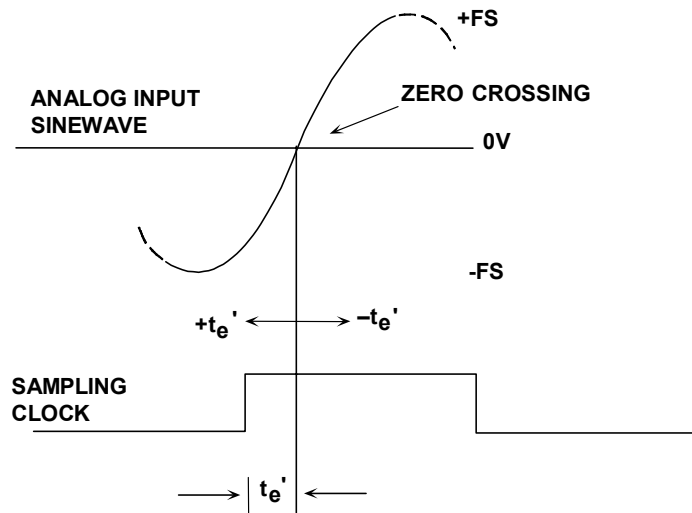 +FS
ANALOG INPUT
SINEWAVE
ZERO CROSSING
0V
-FS
+te'
–te'
SAMPLING
CLOCK
te'